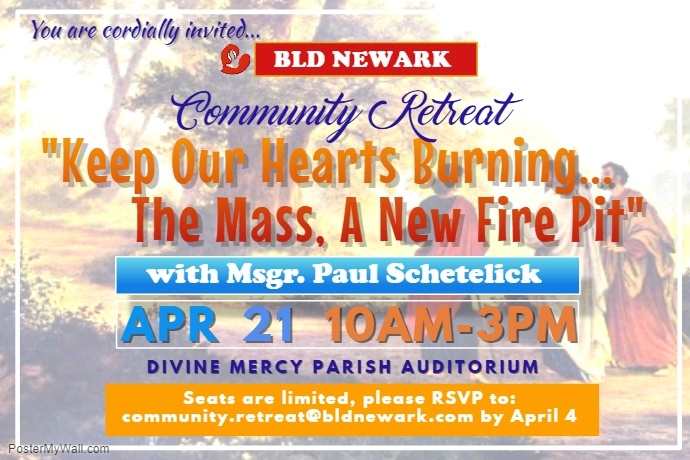 You are cordially invited...
BLD NEWARK
Community Retreat
"Keep Our Hearts Burning...
The Mass, A New Fire Pit"
with Msgr. Paul Schetelick
APR 21 10AM-3PM
DIVINE MERCY PARISH AUDITORIUM
Seats are limited, please RSVP to:
community.retreat@bldnewark.com by April 4
PosterMyWall.com